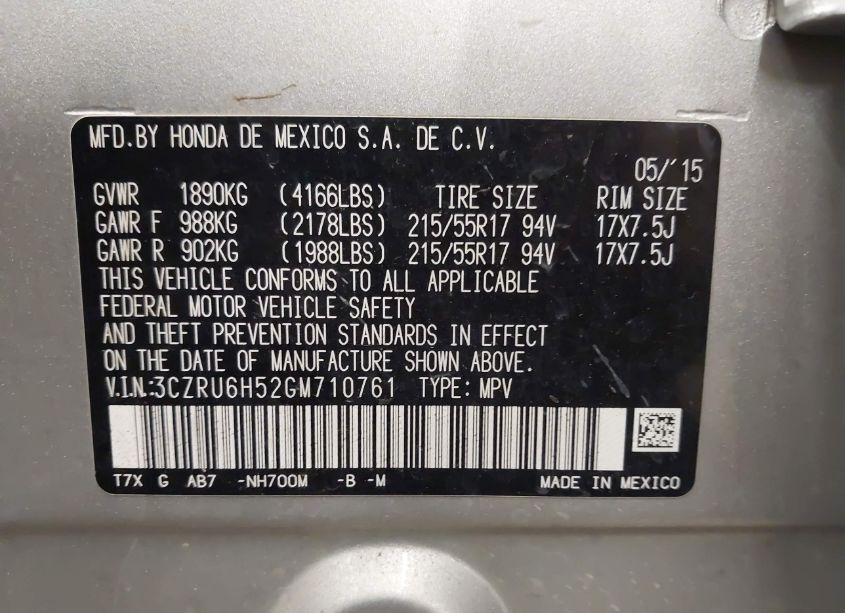 MFD.BY HONDA DE MEXICO S.A. DE C.V.
05/'15
GVWR 1890KG (4166LBS) TIRE SIZE RIM SIZE
GAWR F 988KG (2178LBS) 215/55R17 94V 17X7.5J
GAWR R 902KG (1988LBS) 215/55R17 94V 17X7.5J
THIS VEHICLE CONFORMS TO ALL APPLICABLE
FEDERAL MOTOR VEHICLE SAFETY
AND THEFT PREVENTION STANDARDS IN EFFECT
ON THE DATE OF MANUFACTURE SHOWN ABOVE.
V.I.N.:3CZRU6H52GM710761 TYPE: MPV
T7X G AB7 -NH700M -B -M MADE IN MEXICO